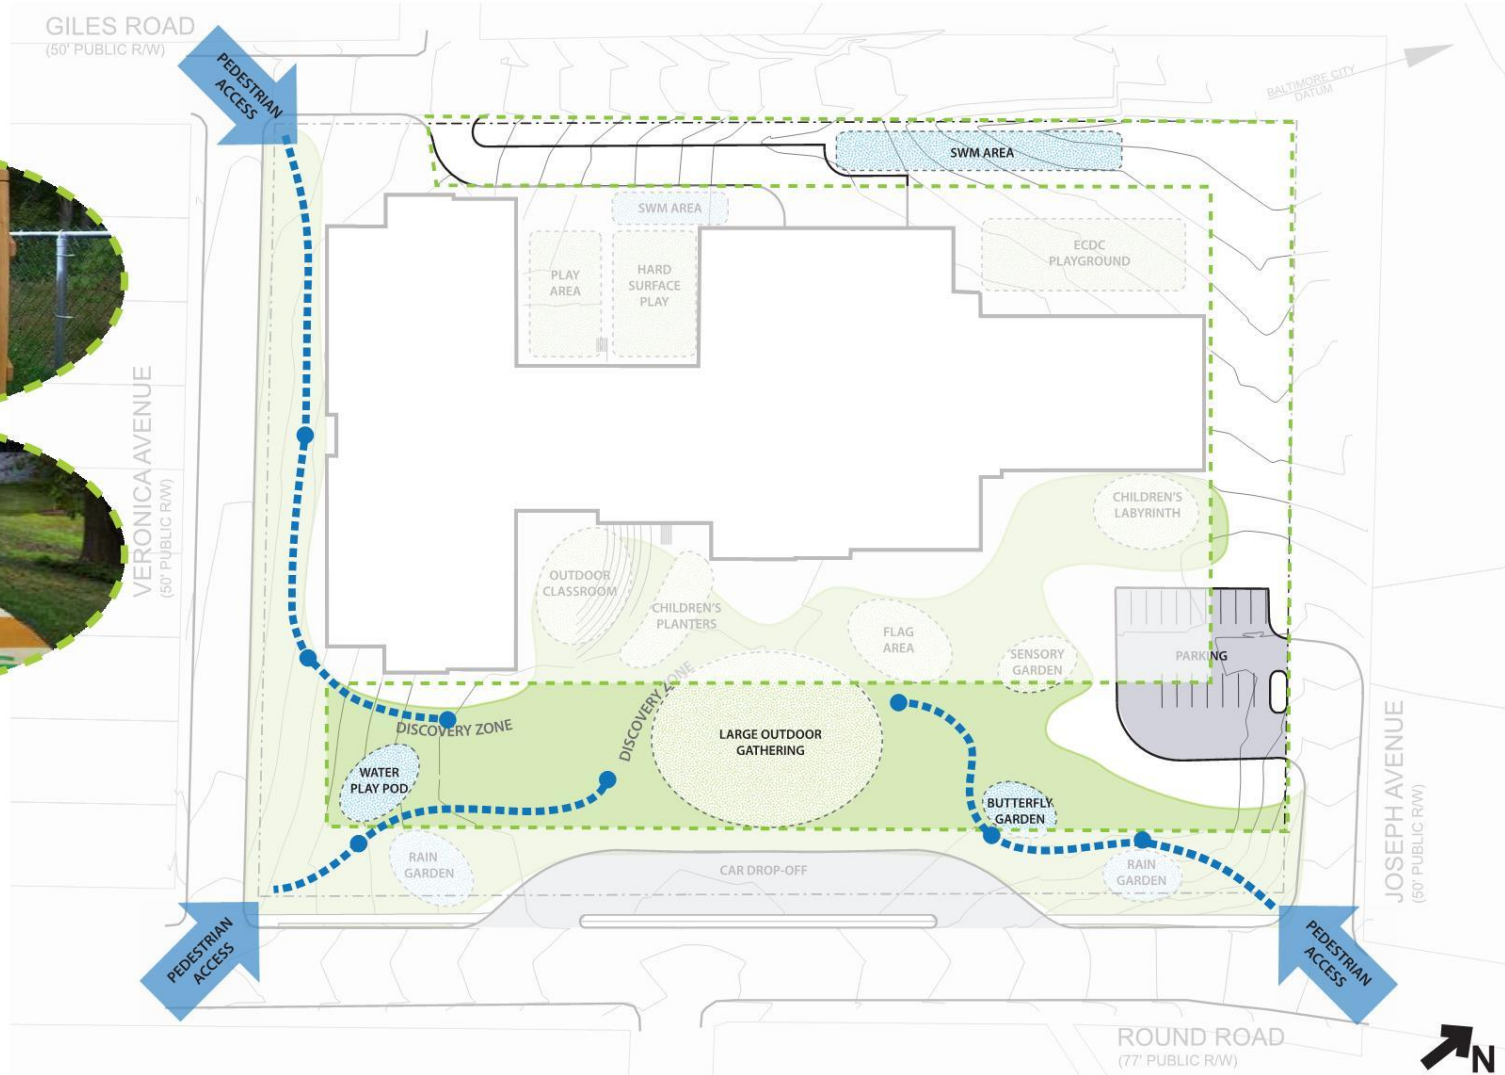 GILES ROAD
(50' PUBLIC R/W)
PEDESTRIAN
ACCESS
BALTIMORE CITY
DATUM
SWM AREA
SWM AREA
PLAY
AREA
HARD
SURFACE
PLAY
ECDC
PLAYGROUND
VERONICA AVENUE
(50' PUBLIC R/W)
CHILDREN'S
LABYRINTH
OUTDOOR
CLASSROOM
CHILDREN'S
PLANTERS
FLAG
AREA
SENSORY
GARDEN
PARKING
DISCOVERY ZONE
DISCOVERY ZONE
LARGE OUTDOOR
GATHERING
WATER
PLAY POD
BUTTERFLY
GARDEN
RAIN
GARDEN
CAR DROP-OFF
RAIN
GARDEN
JOSEPH AVENUE
(50' PUBLIC R/W)
PEDESTRIAN
ACCESS
PEDESTRIAN
ACCESS
ROUND ROAD
(77' PUBLIC R/W)
N